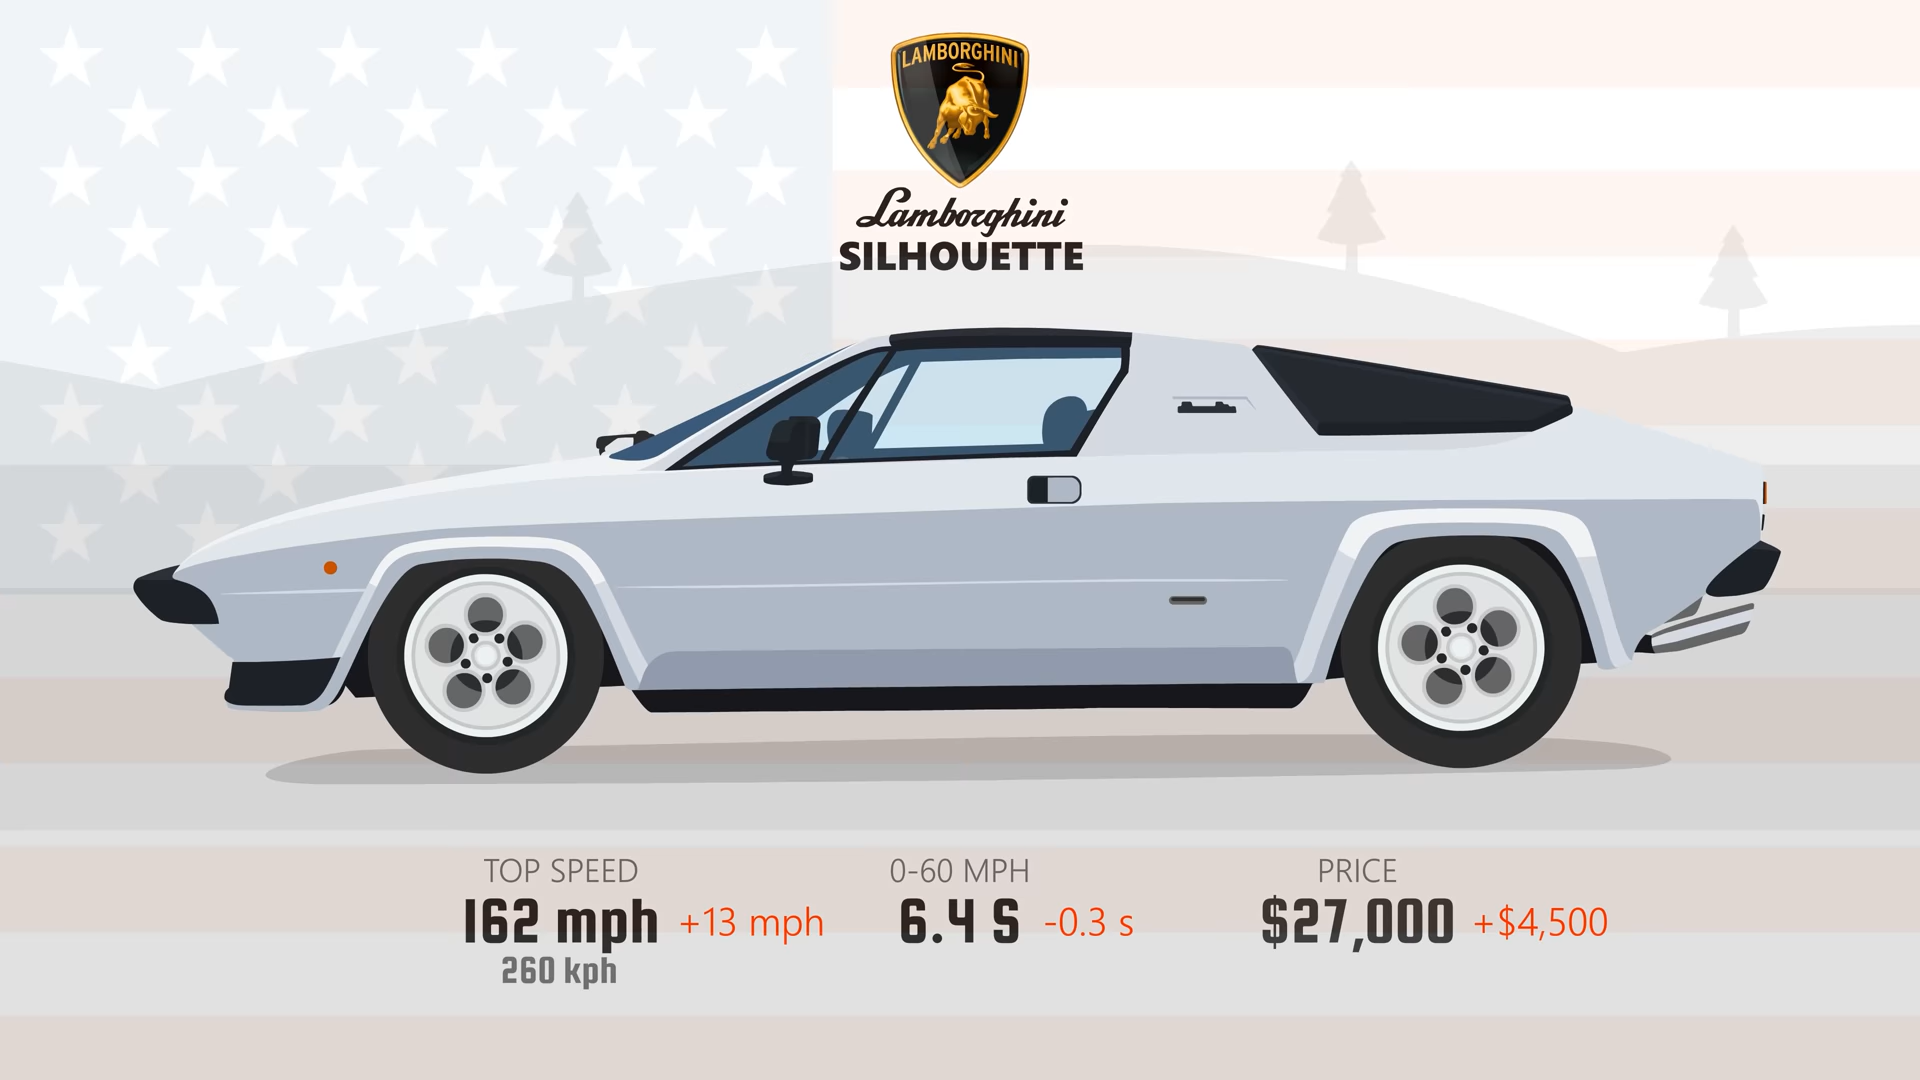 LAMBORGHINI
Lamborghini
SILHOUETTE
TOP SPEED
162 mph +13 mph
260 kph
0-60 MPH
6.4 S -0.3 s
PRICE
$27,000 +$4,500